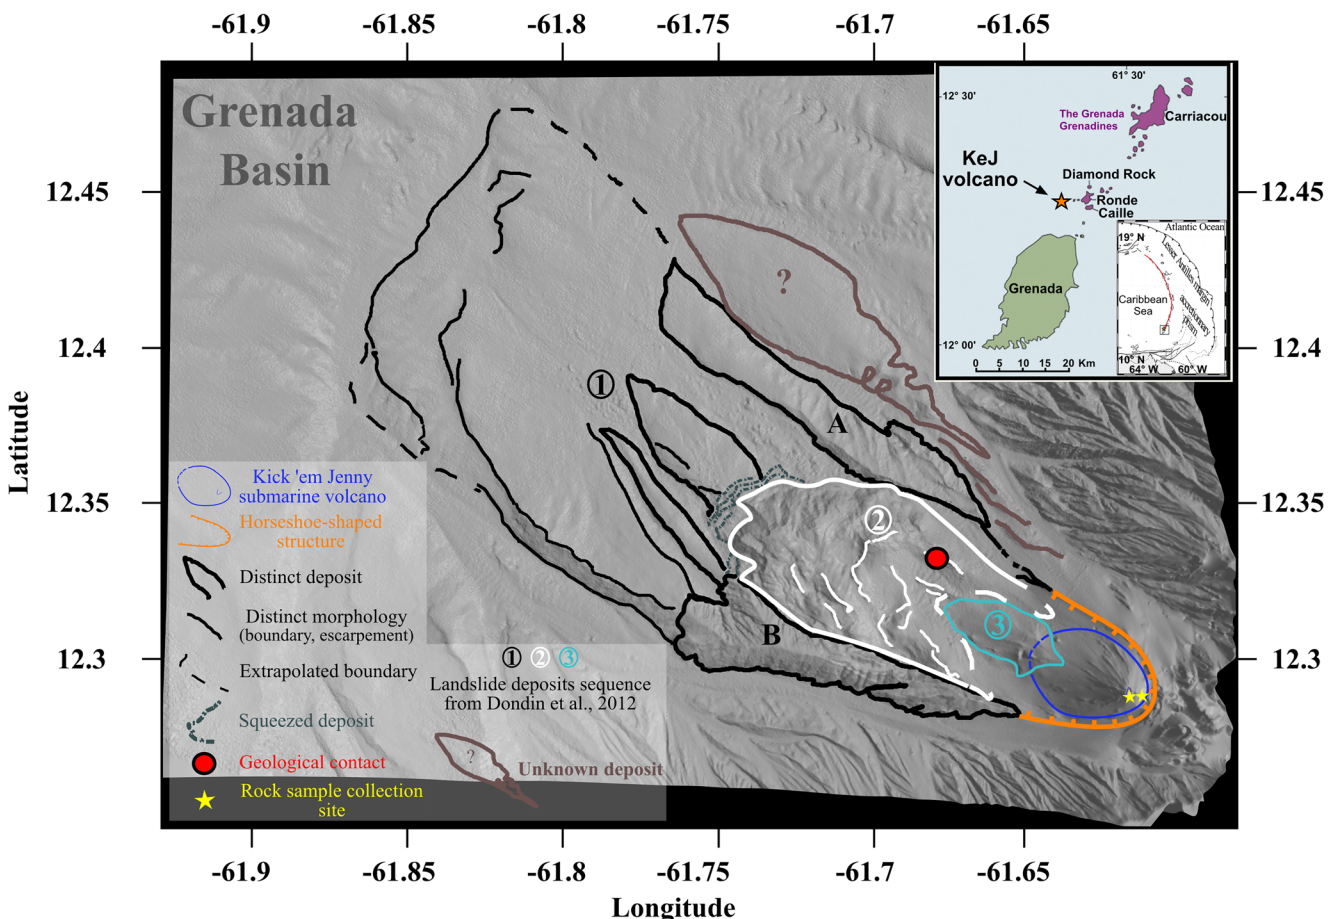 -61.9
-61.85
-61.8
-61.75
-61.7
-61.65
Grenada
Basin
61° 30'
12° 30'
The Grenada
Grenadines
Carriacou
KeJ
volcano
Diamond Rock
Ronde
Caille
Grenada
12° 00'
0 5 10 15 20 Km
Atlantic Ocean
19° N
Lesser Antilles margin
accretionary
prism
Caribbean
Sea
10° N
64° W 60° W
12.45
12.45
12.4
12.4
12.35
12.35
12.3
12.3
Latitude
?
1
A
2
B
3
Kick 'em Jenny
submarine volcano
Horseshoe-shaped
structure
Distinct deposit
Distinct morphology
(boundary, escarpement)
Extrapolated boundary
Squeezed deposit
Geological contact
Rock sample collection
site
1 2 3
Landslide deposits sequence
from Dondin et al., 2012
?
Unknown deposit
-61.9
-61.85
-61.8
-61.75
-61.7
-61.65
Longitude